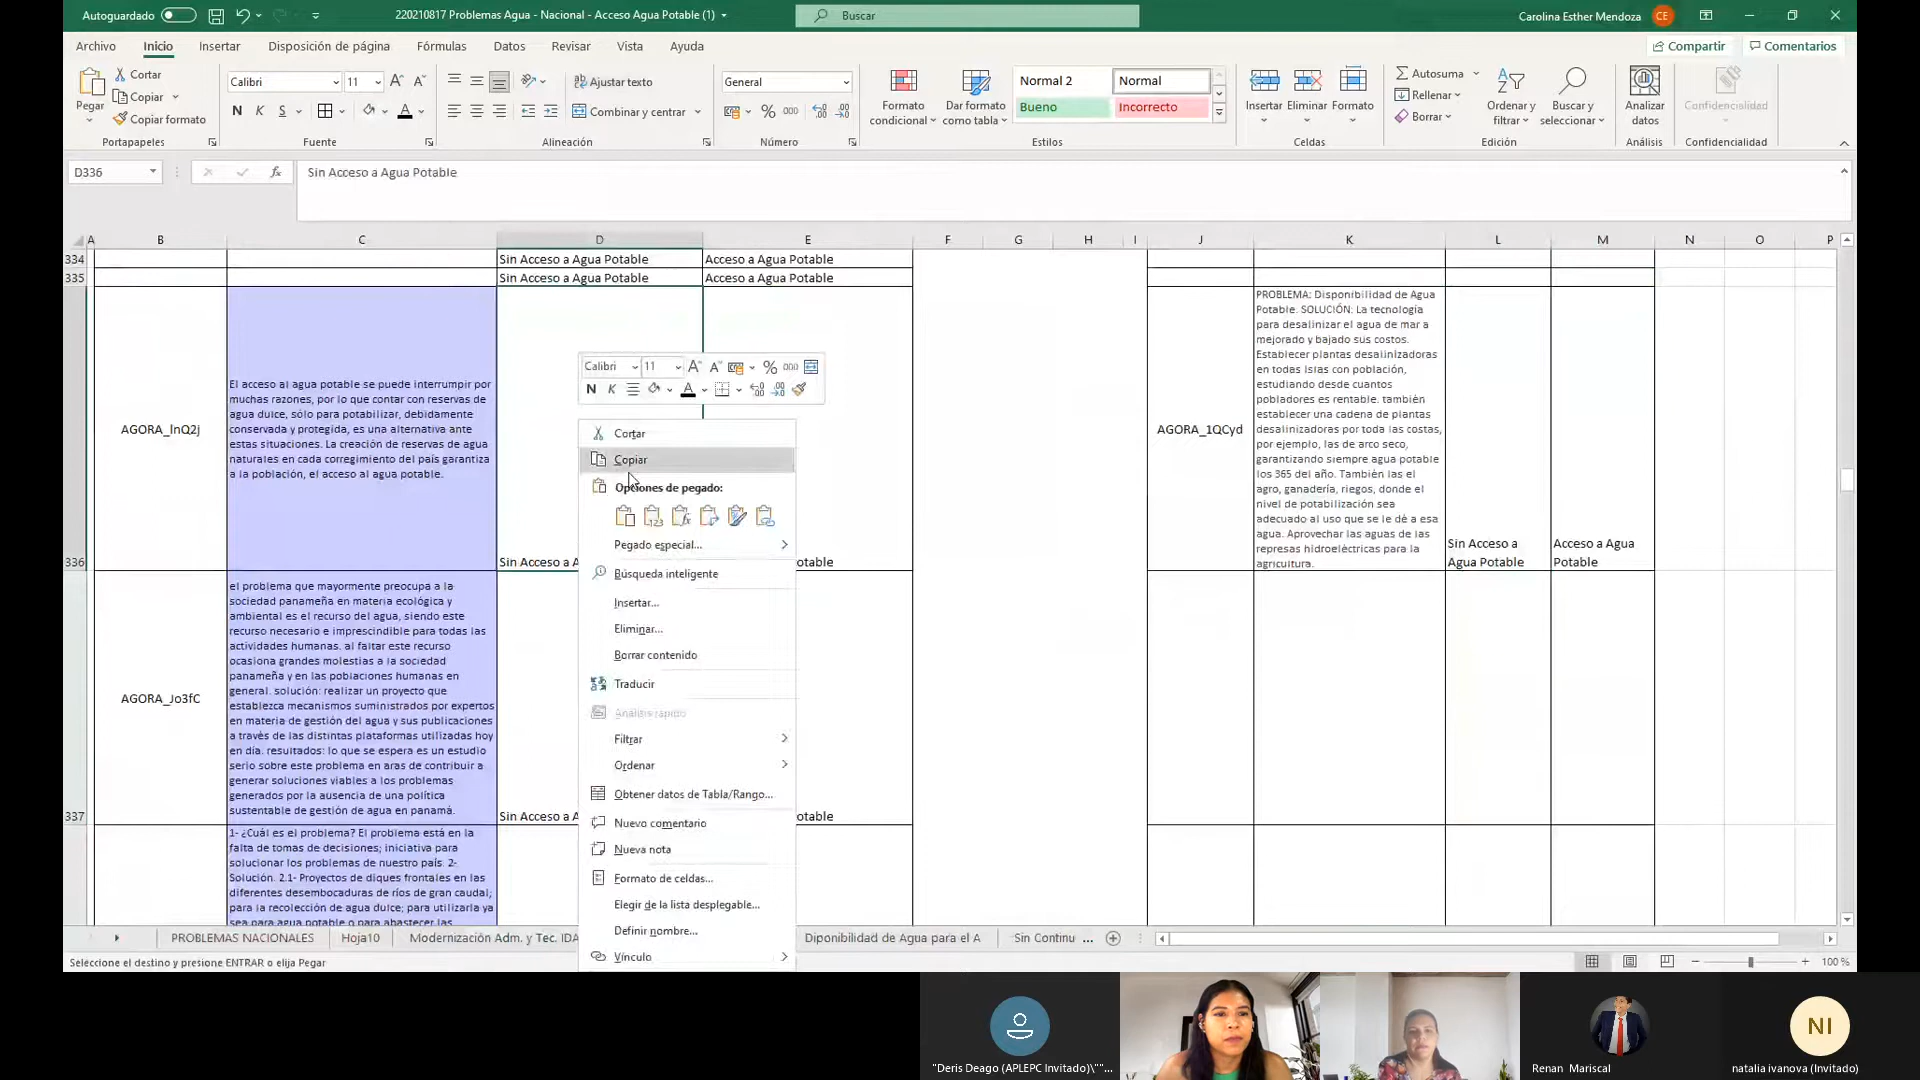 Autoguardado
220210817 Problemas Agua - Nacional - Acceso Agua Potable (1)
Buscar
Carolina Esther Mendoza
CE
Archivo
Inicio
Insertar
Disposición de página
Fórmulas
Datos
Revisar
Vista
Ayuda
Compartir
Comentarios
Pegar
Cortar
Copiar
Copiar formato
Portapapeles
Calibri
11
N K S
Fuente
Ajustar texto
Combinar y centrar
Alineación
General
% 000
Número
Formato condicional
Dar formato como tabla
Normal 2
Normal
Bueno
Incorrecto
Estilos
Insertar
Eliminar
Formato
Celdas
Autosuma
Rellenar
Borrar
Ordenar y filtrar
Buscar y seleccionar
Edición
Analizar datos
Análisis
Confidencialidad
Confidencialidad
D336
fx
Sin Acceso a Agua Potable
A B C D E F G H I J K L M N O P
334
Sin Acceso a Agua Potable
Acceso a Agua Potable
335
Sin Acceso a Agua Potable
Acceso a Agua Potable
336
AGORA_lnQ2j
El acceso al agua potable se puede interrumpir por
muchas razones, por lo que contar con reservas de
agua dulce, sólo para potabilizar, debidamente
conservada y protegida, es una alternativa ante
estas situaciones. La creación de reservas de agua
naturales en cada corregimiento del país garantiza
a la población, el acceso al agua potable.
Sin Acceso a A
otable
AGORA_1QCyd
PROBLEMA: Disponibilidad de Agua
Potable. SOLUCIÓN: La tecnología
para desalinizar el agua de mar a
mejorado y bajado sus costos.
Establecer plantas desalinizadoras
en todas Islas con población,
estudiando desde cuantos
pobladores es rentable. también
establecer una cadena de plantas
desalinizadoras por toda las costas,
por ejemplo, las de arco seco,
garantizando siempre agua potable
los 365 del año. También las el
agro, ganadería, riegos, donde el
nivel de potabilización sea
adecuado al uso que se le dé a esa
agua. Aprovechar las aguas de las
represas hidroeléctricas para la
agricultura.
Sin Acceso a
Agua Potable
Acceso a Agua
Potable
337
AGORA_Jo3fC
el problema que mayormente preocupa a la
sociedad panameña en materia ecológica y
ambiental es el recurso del agua, siendo este
recurso necesario e imprescindible para todas las
actividades humanas. al faltar este recurso
ocasiona grandes molestias a la sociedad
panameña y en las poblaciones humanas en
general. solución: realizar un proyecto que
establezca mecanismos suministrados por expertos
en materia de gestión del agua y sus publicaciones
a través de las distintas plataformas utilizadas hoy
en día. resultados: lo que se espera es un estudio
serio sobre este problema en aras de contribuir a
generar soluciones viables a los problemas
generados por la ausencia de una política
sustentable de gestión de agua en panamá.
Sin Acceso a A
otable
1- ¿Cuál es el problema? El problema está en la
falta de tomas de decisiones; iniciativa para
solucionar los problemas de nuestro país. 2-
Solución. 2.1- Proyectos de diques frontales en las
diferentes desembocaduras de ríos de gran caudal;
para la recolección de agua dulce; para utilizarla ya
sea para agua potable o para abastecer las
Calibri
11
% 000
N K
Cortar
Copiar
Opciones de pegado:
Pegado especial...
Búsqueda inteligente
Insertar...
Eliminar...
Borrar contenido
Traducir
Análisis rápido
Filtrar
Ordenar
Obtener datos de Tabla/Rango...
Nuevo comentario
Nueva nota
Formato de celdas...
Elegir de la lista desplegable...
Definir nombre...
Vínculo
PROBLEMAS NACIONALES
Hoja10
Modernización Adm. y Tec. IDA
Diponibilidad de Agua para el A
Sin Continu ...
Seleccione el destino y presione ENTRAR o elija Pegar
100 %
"Deris Deago (APLEPC Invitado)\""...
Renan Mariscal
NI
natalia ivanova (Invitado)